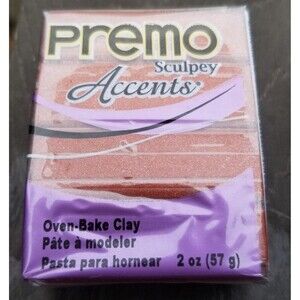 PREMO
Sculpey
Accents
Oven-Bake Clay
Pâte à modeler
Pasta para hornear 2 oz (57 g)